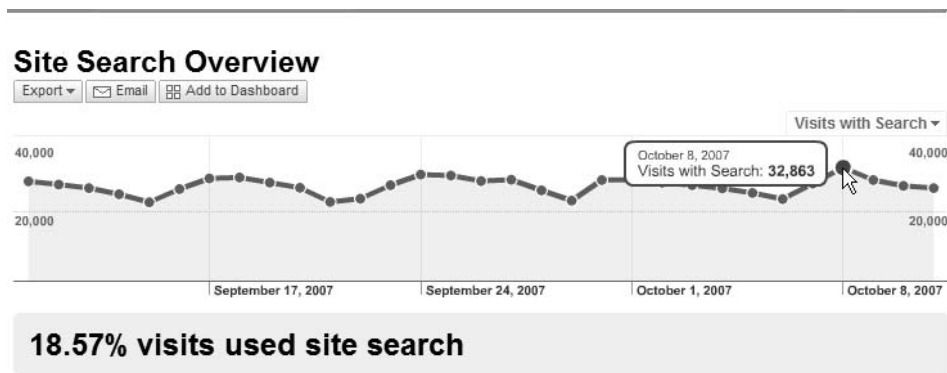 Site Search Overview
Export Email Add to Dashboard
Visits with Search
40,000 October 8, 2007 40,000
Visits with Search: 32,863
20,000 20,000
September 17, 2007 September 24, 2007 October 1, 2007 October 8, 2007
18.57% visits used site search